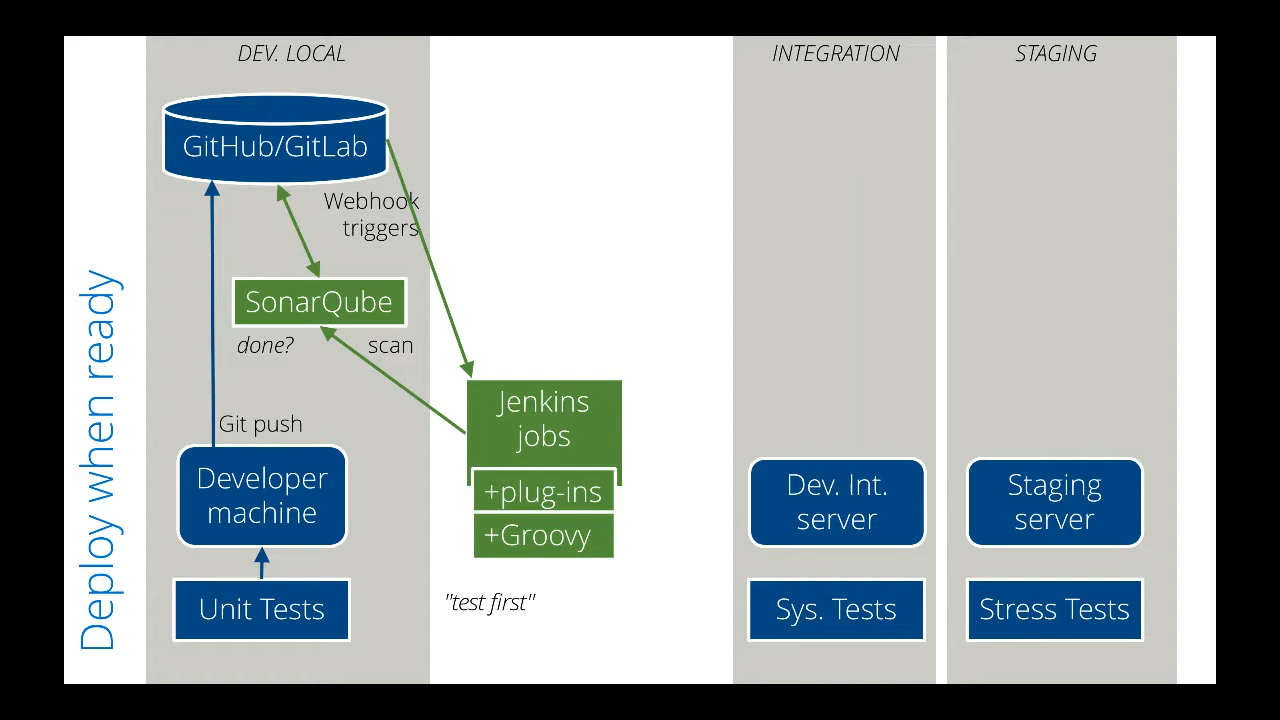 DEV. LOCAL
INTEGRATION
STAGING
GitHub/GitLab
Webhook
triggers
SonarQube
done?
scan
Jenkins
jobs
+plug-ins
+Groovy
Git push
Developer
machine
Unit Tests
"test first"
Dev. Int.
server
Sys. Tests
Staging
server
Stress Tests
Deploy when ready